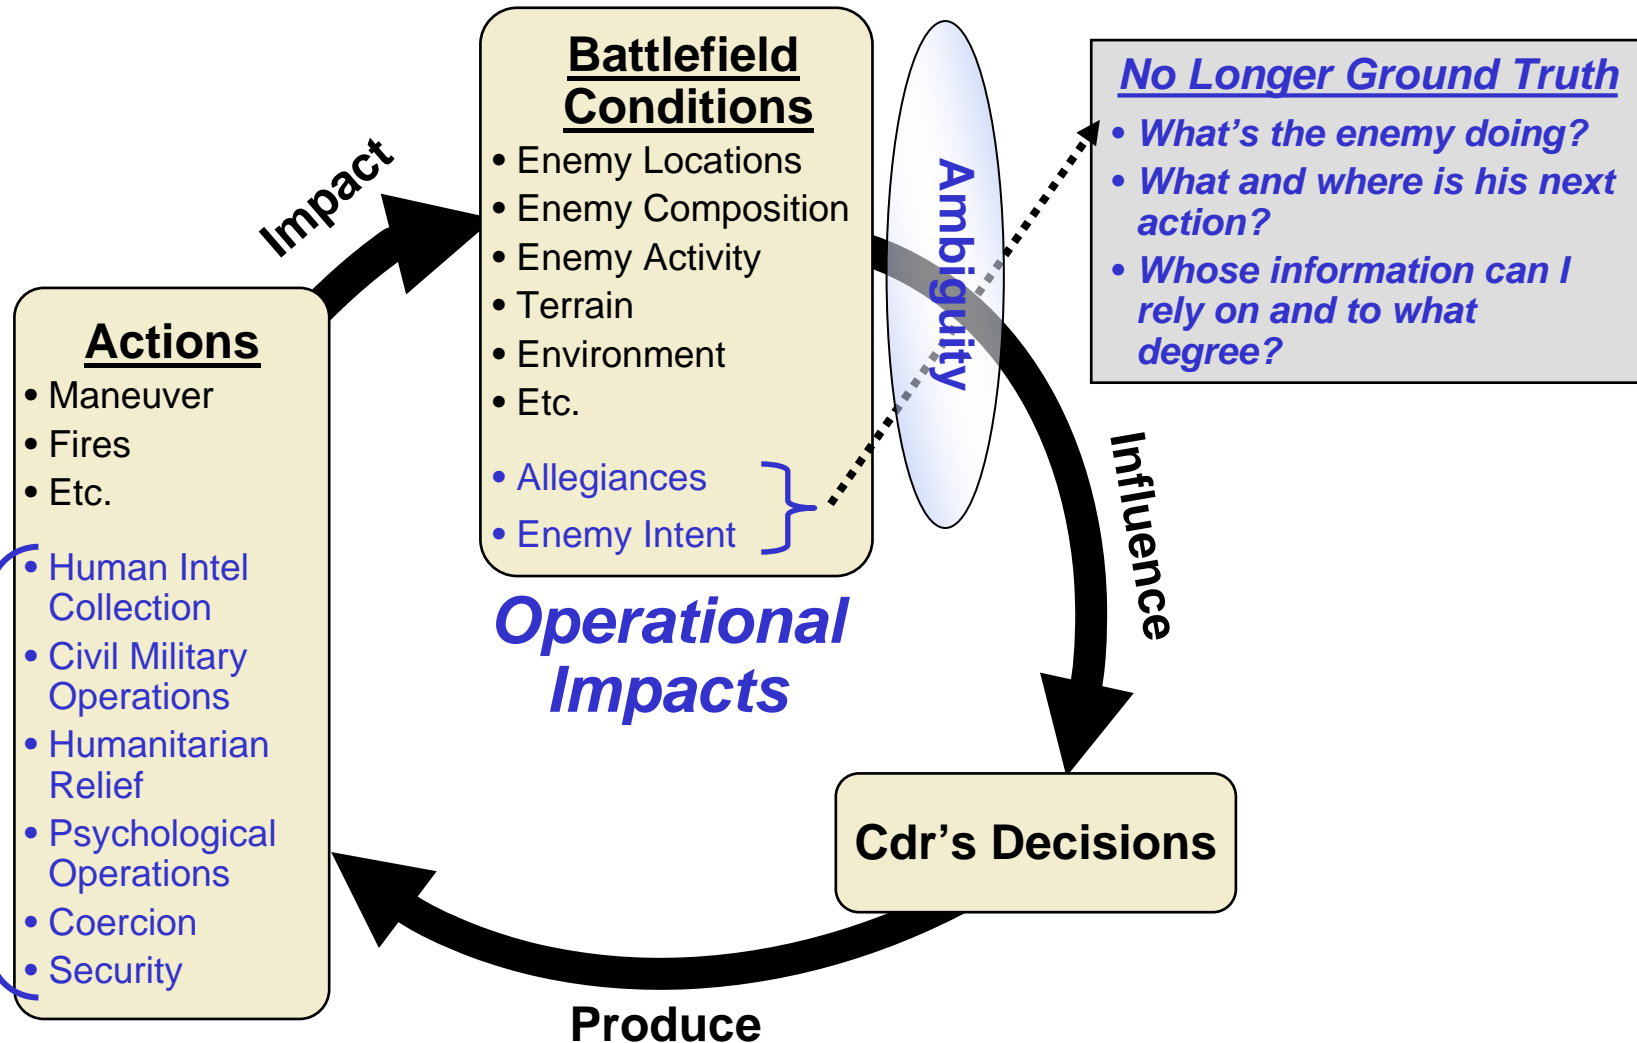 Battlefield
Conditions
• Enemy Locations
• Enemy Composition
• Enemy Activity
• Terrain
• Environment
• Etc.
• Allegiances
• Enemy Intent
Operational
Impacts
Ambiguity
No Longer Ground Truth
• What's the enemy doing?
• What and where is his next
action?
• Whose information can I
rely on and to what
degree?
Impact
Influence
Actions
• Maneuver
• Fires
• Etc.
• Human Intel
Collection
• Civil Military
Operations
• Humanitarian
Relief
• Psychological
Operations
• Coercion
• Security
Cdr's Decisions
Produce